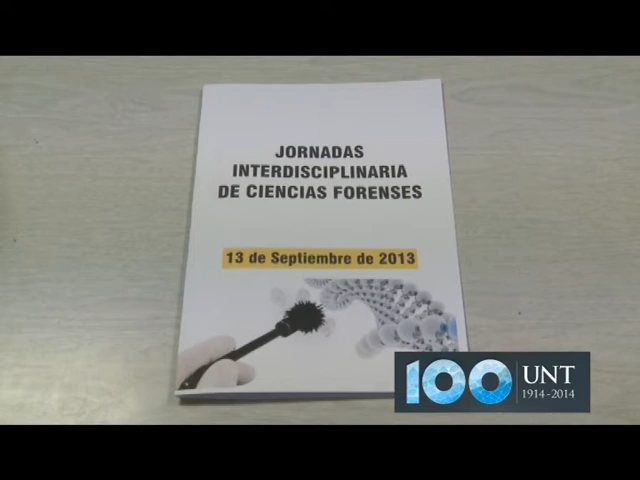 JORNADAS
INTERDISCIPLINARIA
DE CIENCIAS FORENSES
13 de Septiembre de 2013
100 UNT
1914-2014